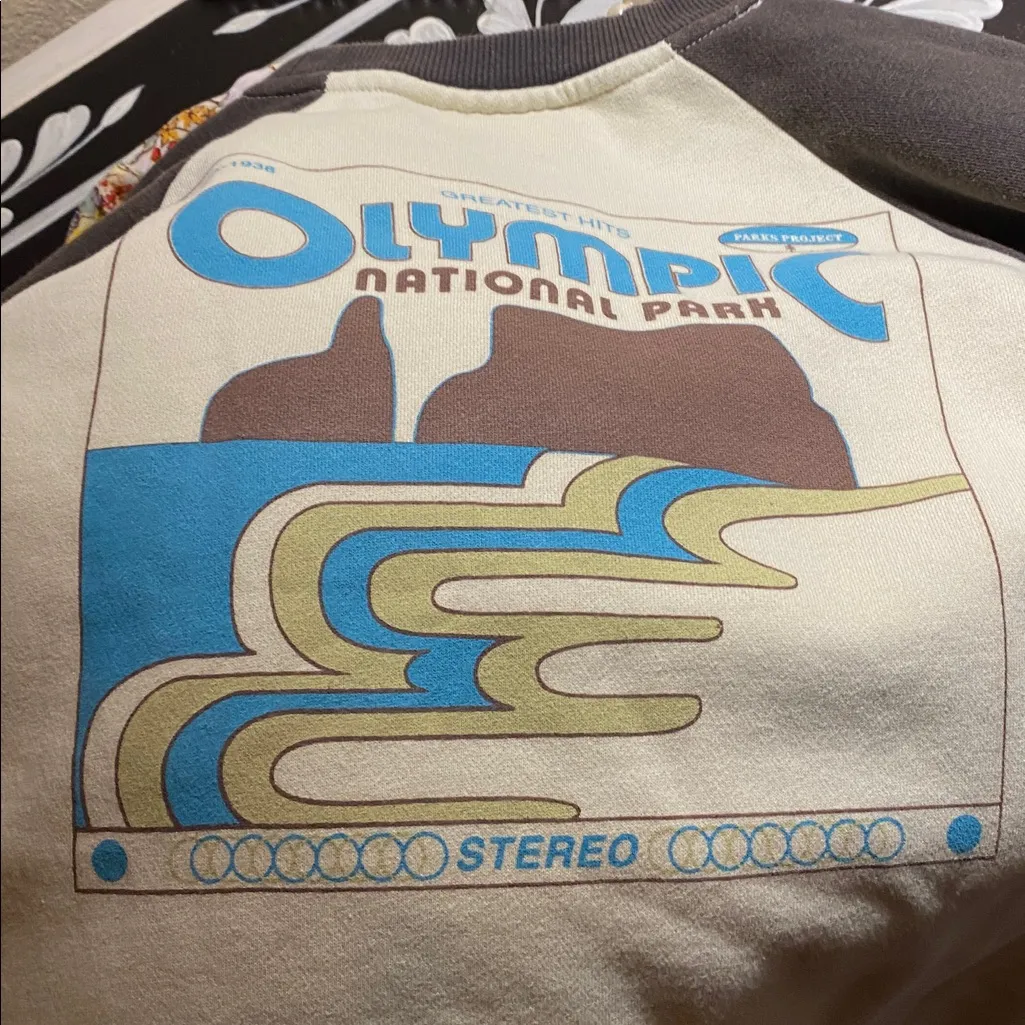 1938
GREATEST HITS
PARKS PROJECT
OLYMPIC
NATIONAL PARK
STEREO